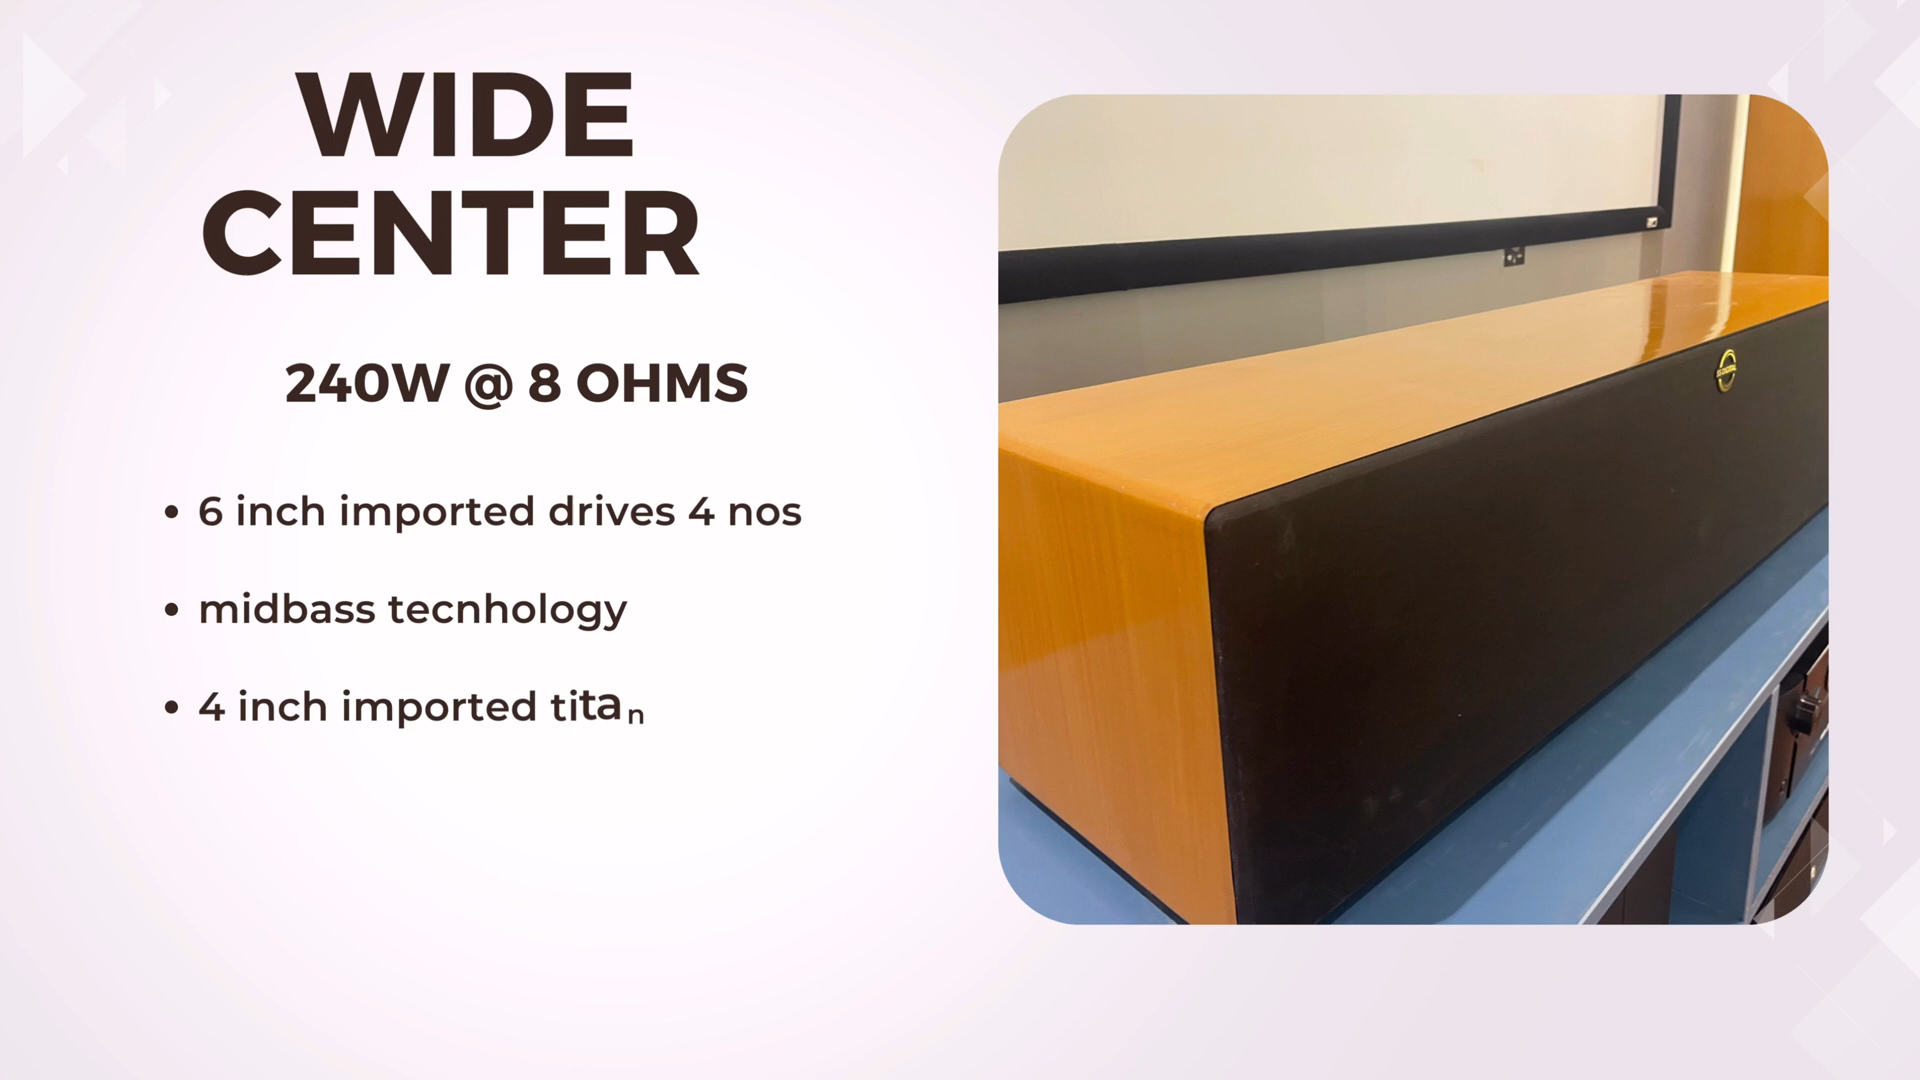 WIDE
CENTER
240W @ 8 OHMS
• 6 inch imported drives 4 nos
• midbass tecnhology
• 4 inch imported titan